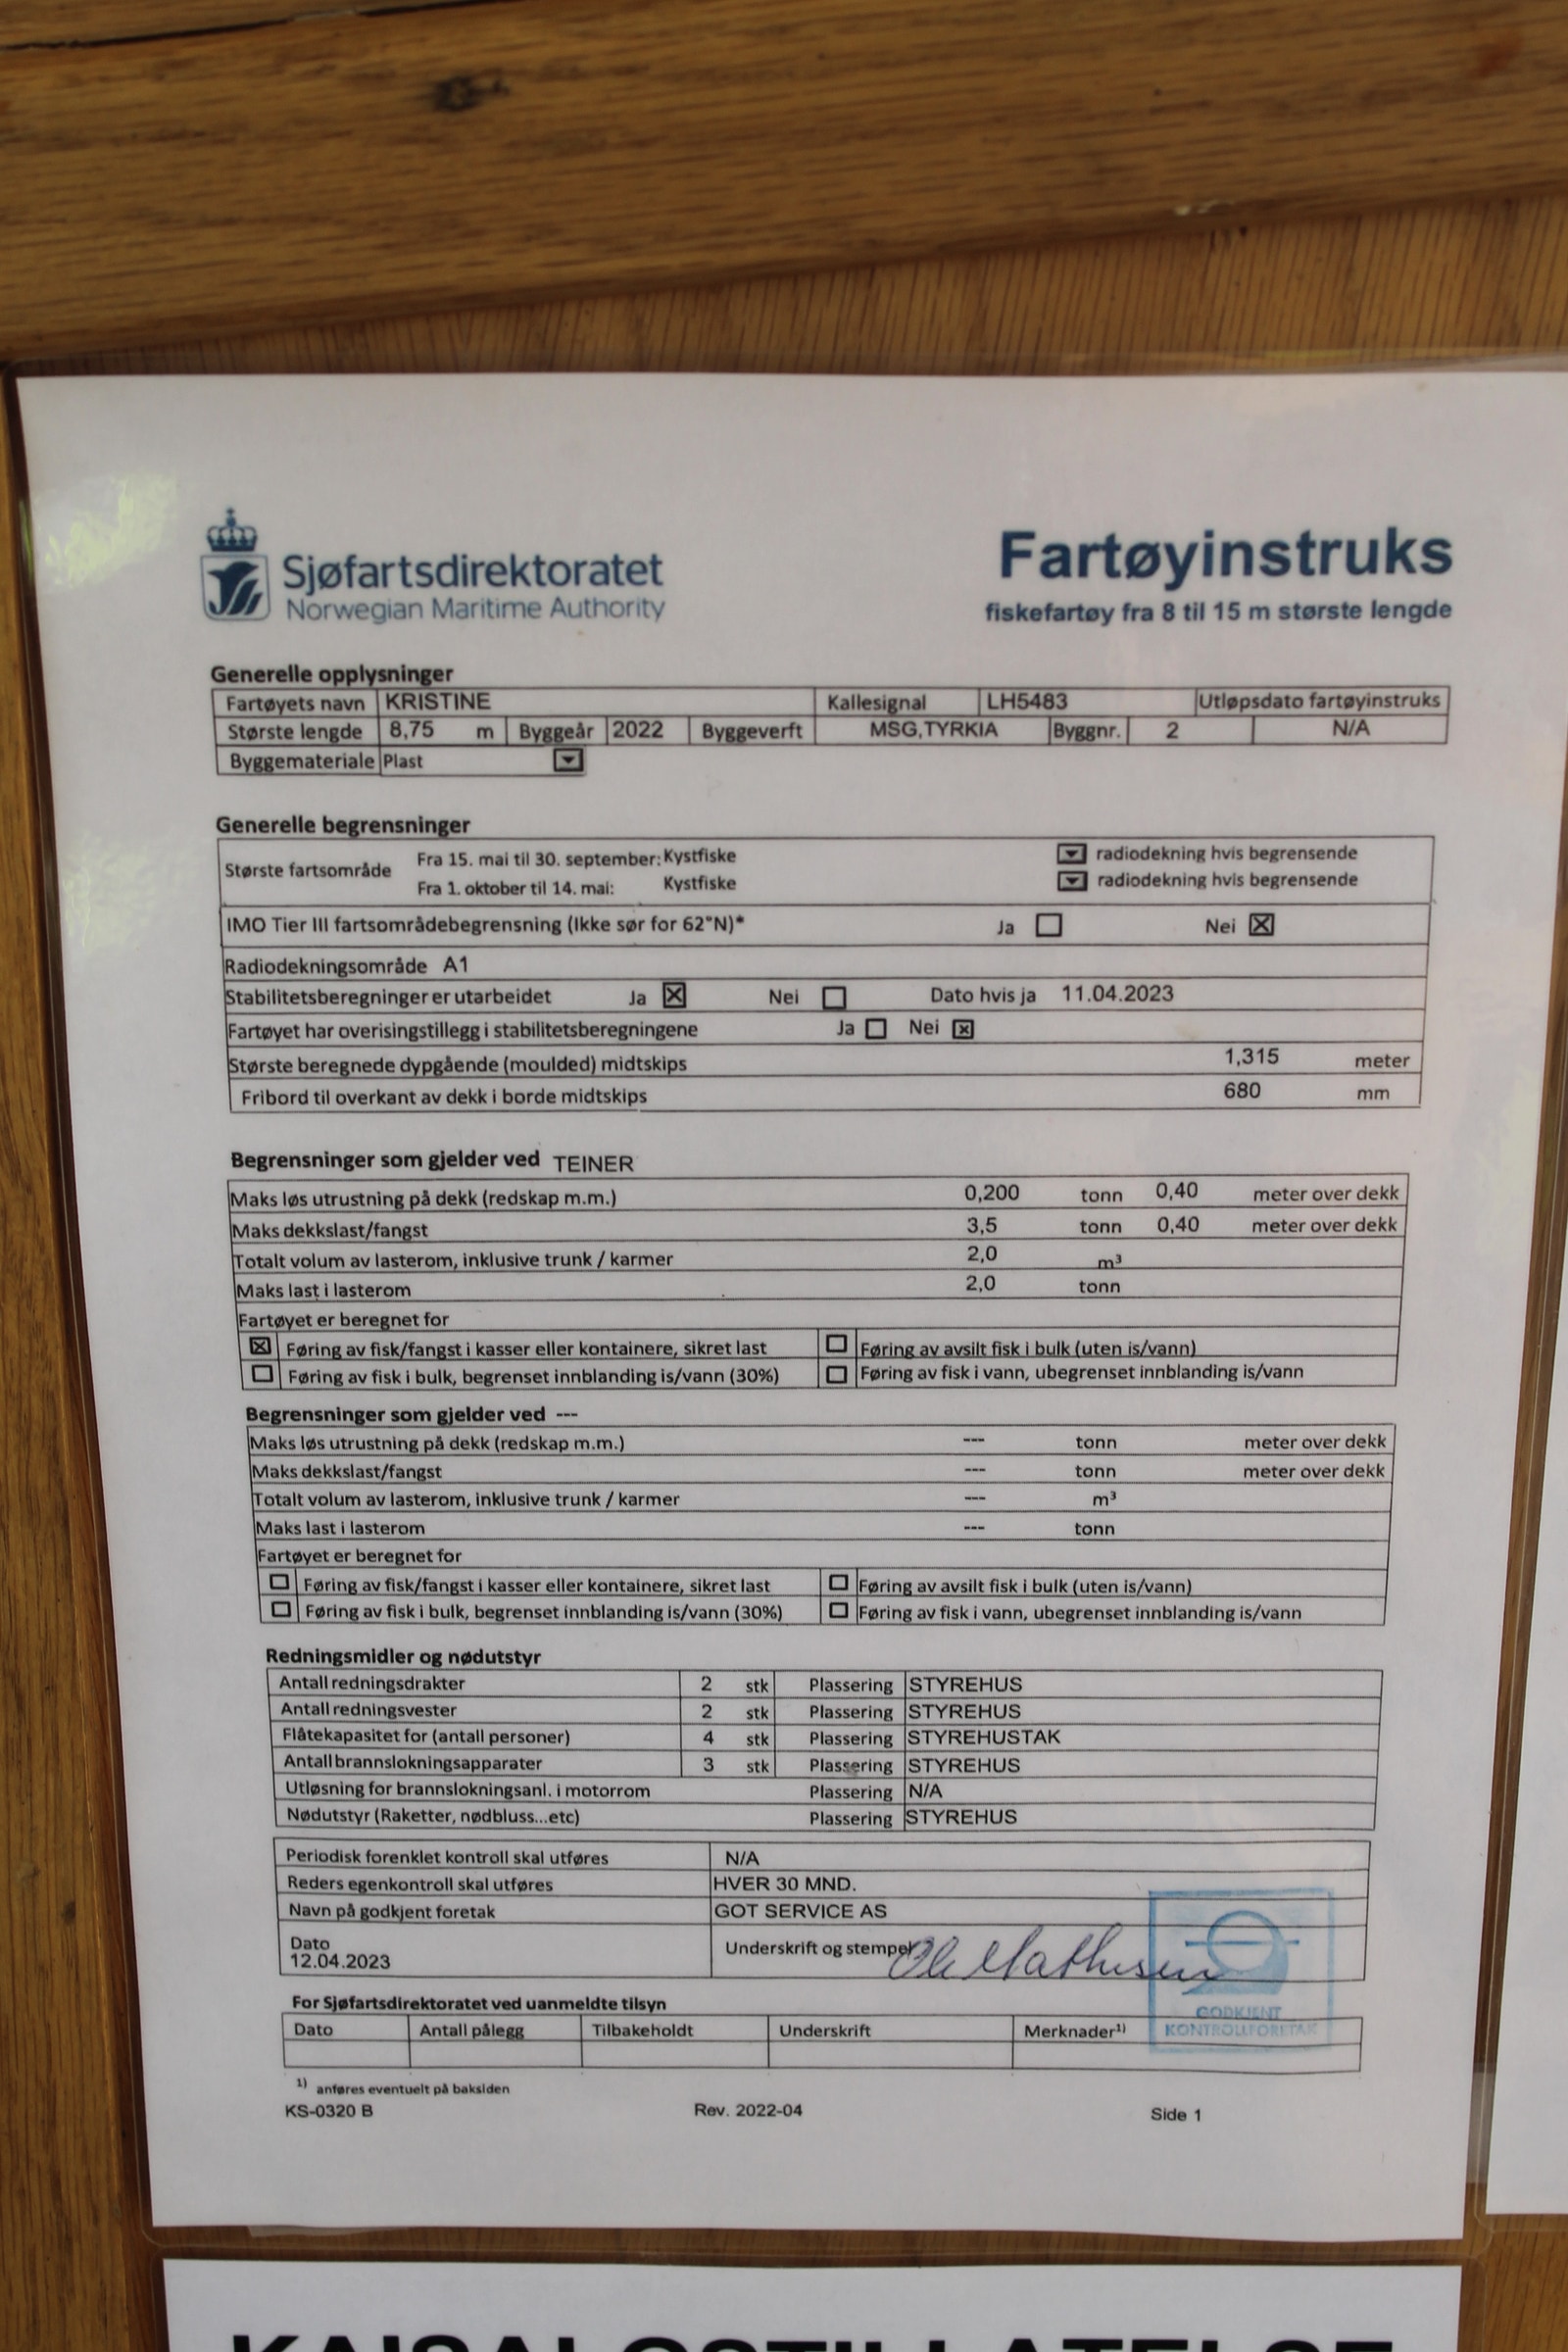 Sjøfartsdirektoratet
Norwegian Maritime Authority
Fartøyinstruks
fiskefartøy fra 8 til 15 m største lengde
Generelle opplysninger
Fartøyets navn KRISTINE Kallesignal LH5483 Utløpsdato fartøyinstruks
Største lengde 8,75 m Byggeår 2022 Byggeverft MSG,TYRKIA Byggnr. 2 N/A
Byggemateriale Plast
Generelle begrensninger
Største fartsområde Fra 15. mai til 30. september: Kystfiske radiodekning hvis begrensende
Fra 1. oktober til 14. mai: Kystfiske radiodekning hvis begrensende
IMO Tier III fartsområdebegrensning (Ikke sør for 62°N)* Ja ☐ Nei ☒
Radiodekningsområde A1
Stabilitetsberegninger er utarbeidet Ja ☒ Nei ☐ Dato hvis ja 11.04.2023
Fartøyet har overisingstillegg i stabilitetsberegningene Ja ☐ Nei ☒
Største beregnede dypgående (moulded) midtskips 1,315 meter
Fribord til overkant av dekk i borde midtskips 680 mm
Begrensninger som gjelder ved TEINER
Maks løs utrustning på dekk (redskap m.m.) 0,200 tonn 0,40 meter over dekk
Maks dekkslast/fangst 3,5 tonn 0,40 meter over dekk
Totalt volum av lasterom, inklusive trunk / karmer 2,0 m³
Maks last i lasterom 2,0 tonn
Fartøyet er beregnet for
☒ Føring av fisk/fangst i kasser eller kontainere, sikret last ☐ Føring av avsilt fisk i bulk (uten is/vann)
☐ Føring av fisk i bulk, begrenset innblanding is/vann (30%) ☐ Føring av fisk i vann, ubegrenset innblanding is/vann
Begrensninger som gjelder ved ---
Maks løs utrustning på dekk (redskap m.m.) --- tonn meter over dekk
Maks dekkslast/fangst --- tonn meter over dekk
Totalt volum av lasterom, inklusive trunk / karmer --- m³
Maks last i lasterom --- tonn
Fartøyet er beregnet for
☐ Føring av fisk/fangst i kasser eller kontainere, sikret last ☐ Føring av avsilt fisk i bulk (uten is/vann)
☐ Føring av fisk i bulk, begrenset innblanding is/vann (30%) ☐ Føring av fisk i vann, ubegrenset innblanding is/vann
Redningsmidler og nødutstyr
Antall redningsdrakter 2 stk Plassering STYREHUS
Antall redningsvester 2 stk Plassering STYREHUS
Flåtekapasitet for (antall personer) 4 stk Plassering STYREHUSTAK
Antall brannslokningsapparater 3 stk Plassering STYREHUS
Utløsning for brannslokningsanl. i motorrom Plassering N/A
Nødutstyr (Raketter, nødbluss...etc) Plassering STYREHUS
Periodisk forenklet kontroll skal utføres N/A
Reders egenkontroll skal utføres HVER 30 MND.
Navn på godkjent foretak GOT SERVICE AS
Dato
12.04.2023
Underskrift og stempel Ole Mathisen
GODKJENT
KONTROLLFORETAK
For Sjøfartsdirektoratet ved uanmeldte tilsyn
Dato Antall pålegg Tilbakeholdt Underskrift Merknader¹⁾
¹⁾ anføres eventuelt på baksiden
KS-0320 B Rev. 2022-04 Side 1